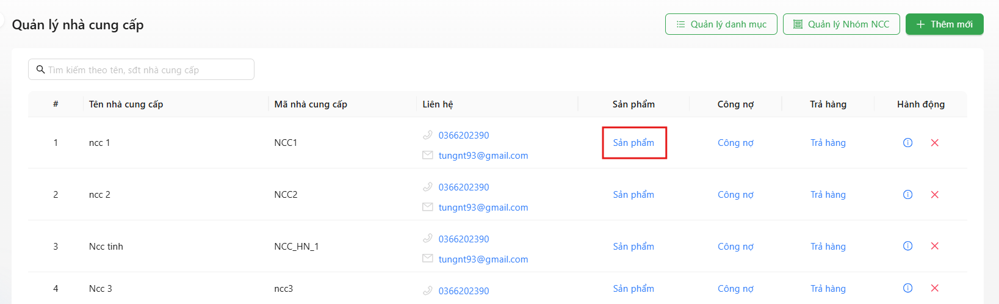 Quản lý nhà cung cấp
Quản lý danh mục
Quản lý Nhóm NCC
Thêm mới
Tìm kiếm theo tên, sđt nhà cung cấp
# Tên nhà cung cấp Mã nhà cung cấp Liên hệ Sản phẩm Công nợ Trả hàng Hành động
1 ncc 1 NCC1 0366202390 Sản phẩm Công nợ Trả hàng
tungnt93@gmail.com
2 ncc 2 NCC2 0366202390 Sản phẩm Công nợ Trả hàng
tungnt93@gmail.com
3 Ncc tinh NCC_HN_1 0366202390 Sản phẩm Công nợ Trả hàng
tungnt93@gmail.com
4 Ncc 3 ncc3 0366202390 Sản phẩm Công nợ Trả hàng